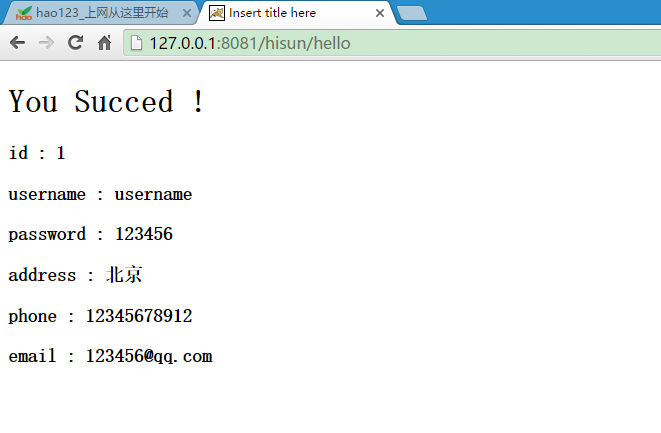 hao123_上网从这里开始
Insert title here
127.0.0.1:8081/hisun/hello
You Succed !
id : 1
username : username
password : 123456
address : 北京
phone : 12345678912
email : 123456@qq.com